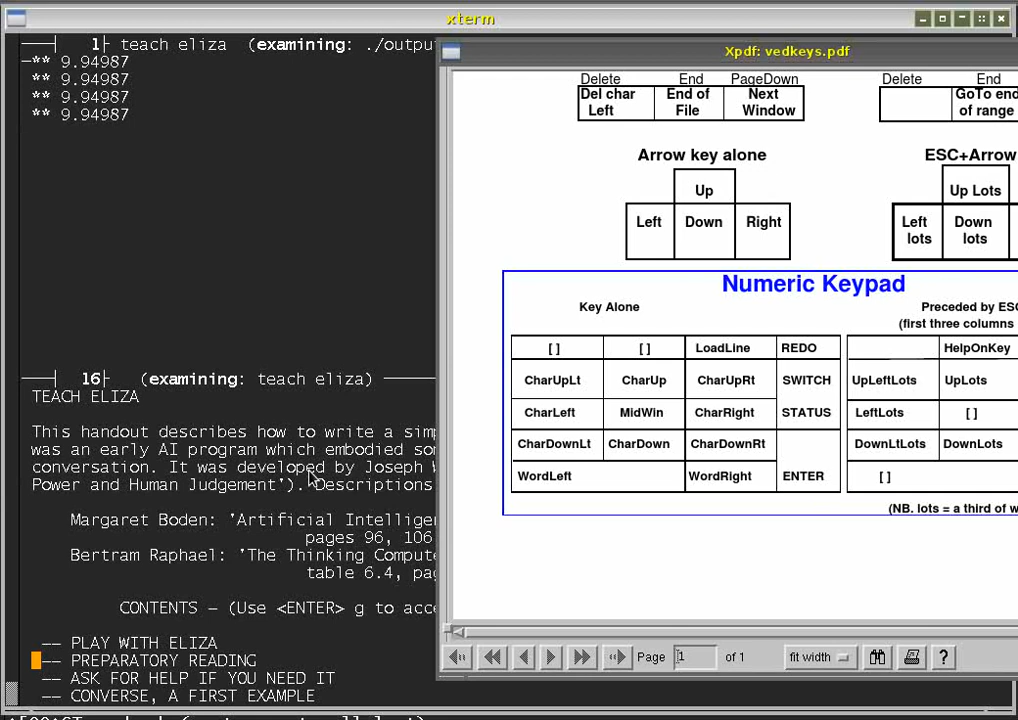 xterm
1 teach eliza (examining: ./outpu
** 9.94987
** 9.94987
** 9.94987
** 9.94987
16 (examining: teach eliza)
TEACH ELIZA
This handout describes how to write a sim
was an early AI program which embodied so
conversation. It was developed by Joseph W
Power and Human Judgement'). Descriptions
Margaret Boden: 'Artificial Intellige
pages 96, 106
Bertram Raphael: 'The Thinking Compute
table 6.4, pag
CONTENTS - (Use <ENTER> g to acce
-- PLAY WITH ELIZA
-- PREPARATORY READING
-- ASK FOR HELP IF YOU NEED IT
-- CONVERSE, A FIRST EXAMPLE
Xpdf: vedkeys.pdf
Delete End PageDown Delete End
Del char End of Next GoTo end
Left File Window of range
Arrow key alone ESC+Arrow
Up Up Lots
Left Down Right Left Down
lots lots
Numeric Keypad
Key Alone Preceded by ESC
(first three columns
[ ] [ ] LoadLine REDO HelpOnKey
CharUpLt CharUp CharUpRt SWITCH UpLeftLots UpLots
CharLeft MidWin CharRight STATUS LeftLots [ ]
CharDownLt CharDown CharDownRt DownLtLots DownLots
WordLeft WordRight ENTER [ ]
(NB. lots = a third of w
Page 1 of 1 fit width ?